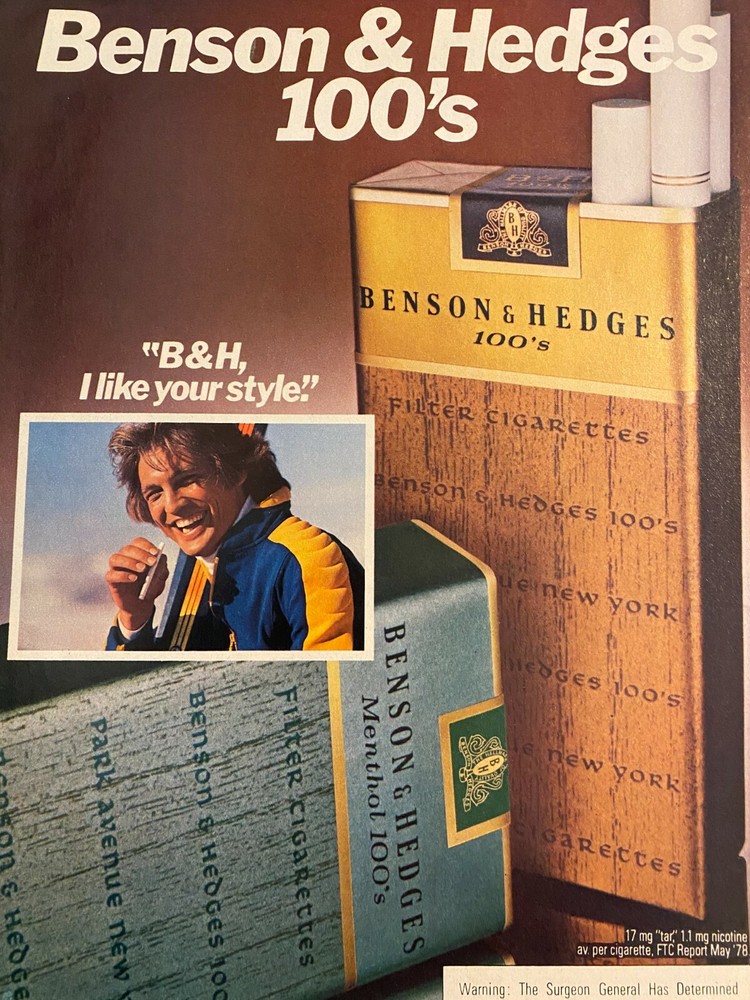 Benson & Hedges
100's
B&H
BENSON & HEDGES
100's
FILTER CIGARETTES
BENSON & HEDGES 100'S
NEW YORK
HEDGES 100'S
NEW YORK
"B&H,
I like your style."
BENSON & HEDGES
Menthol 100's
FILTER CIGARETTES
BENSON & HEDGES 100
PARK AVENUE NEW
BENSON & HEDGE
17 mg "tar," 1.1 mg nicotine
av. per cigarette, FTC Report May '78
Warning: The Surgeon General Has Determined